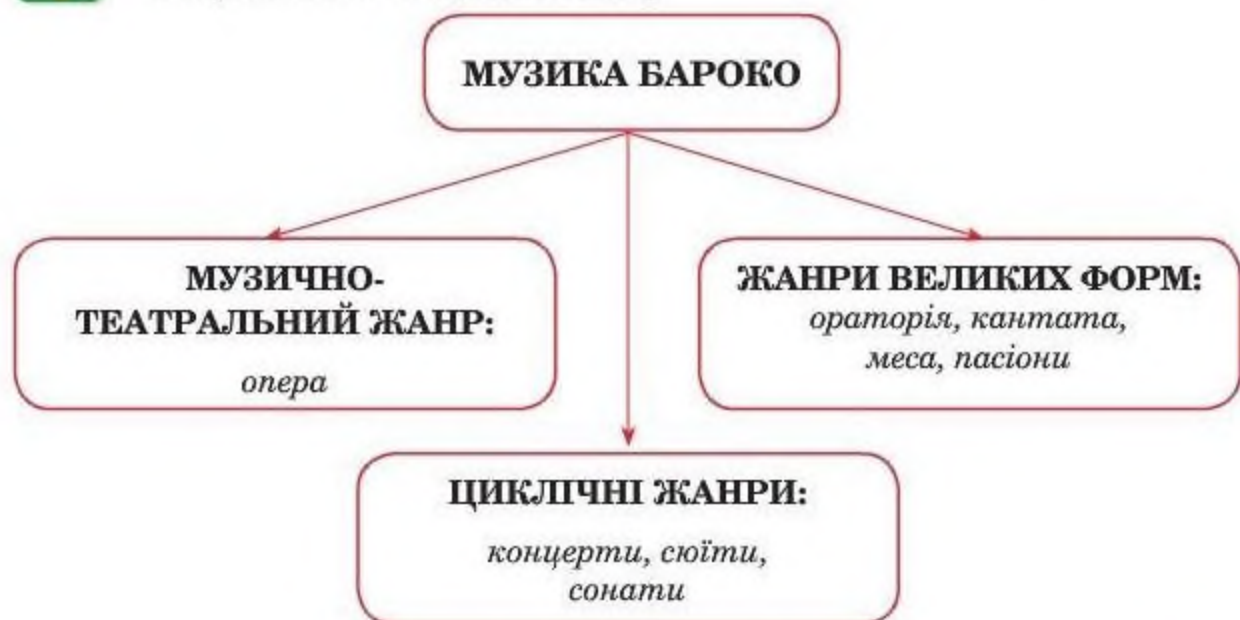 МУЗИКА БАРОКО
МУЗИЧНО-
ТЕАТРАЛЬНИЙ ЖАНР:
опера
ЖАНРИ ВЕЛИКИХ ФОРМ:
ораторія, кантата,
меса, пасіони
ЦИКЛІЧНІ ЖАНРИ:
концерти, сюїти,
сонати